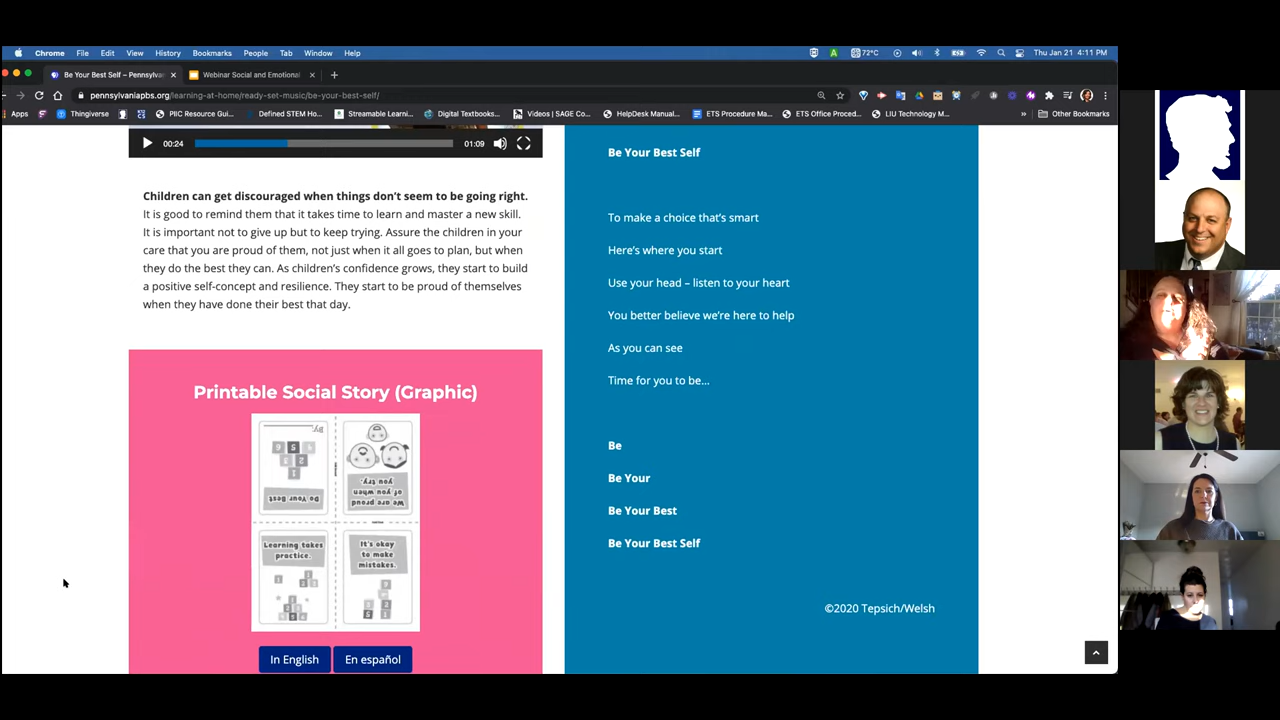 Chrome File Edit View History Bookmarks People Tab Window Help
72°C Thu Jan 21 4:11 PM
Be Your Best Self – Pennsylva
Webinar Social and Emotional
pennsylvaniapbs.org/learning-at-home/ready-set-music/be-your-best-self/
Apps Thingiverse PIIC Resource Gui... Defined STEM Ho... Streamable Learni... Digital Textbooks:... Videos | SAGE Co... HelpDesk Manual... ETS Procedure Ma... ETS Office Proced... LIU Technology M... » Other Bookmarks
00:24 01:09
Children can get discouraged when things don't seem to be going right.
It is good to remind them that it takes time to learn and master a new skill.
It is important not to give up but to keep trying. Assure the children in your
care that you are proud of them, not just when it all goes to plan, but when
they do the best they can. As children's confidence grows, they start to build
a positive self-concept and resilience. They start to be proud of themselves
when they have done their best that day.
Printable Social Story (Graphic)
By:
4 5 6
2 3
1
Do Your Best
We are proud
of you when
you try.
Learning takes
practice.
It's okay
to make
mistakes.
In English
En español
Be Your Best Self
To make a choice that's smart
Here's where you start
Use your head – listen to your heart
You better believe we're here to help
As you can see
Time for you to be...
Be
Be Your
Be Your Best
Be Your Best Self
©2020 Tepsich/Welsh